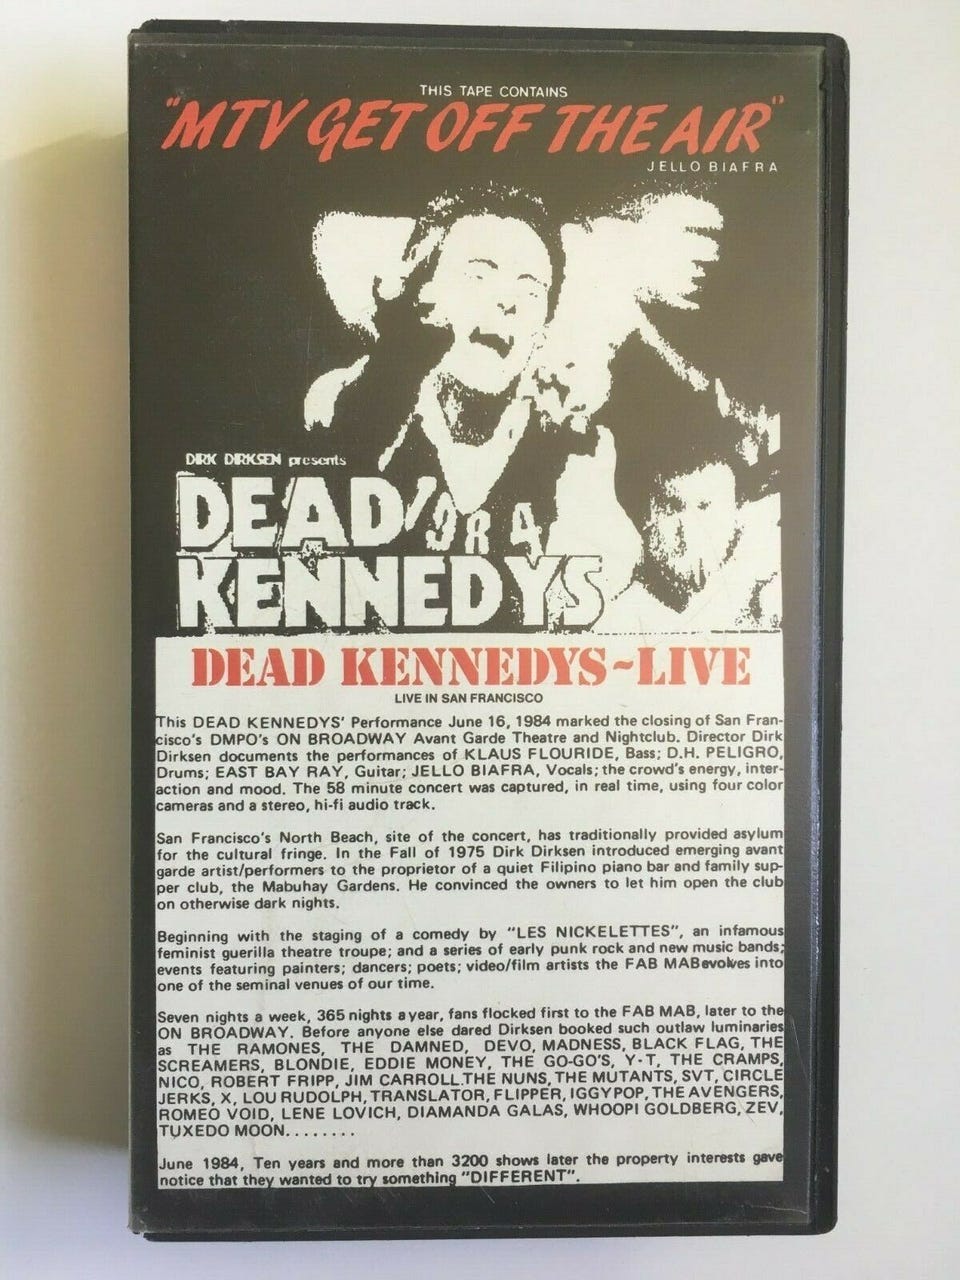 THIS TAPE CONTAINS
"MTV GET OFF THE AIR"
JELLO BIAFRA
DIRK DIRKSEN presents
DEAD '984
KENNEDYS
DEAD KENNEDYS~LIVE
LIVE IN SAN FRANCISCO
This DEAD KENNEDYS' Performance June 16, 1984 marked the closing of San Fran-
cisco's DMPO's ON BROADWAY Avant Garde Theatre and Nightclub. Director Dirk
Dirksen documents the performances of KLAUS FLOURIDE, Bass; D.H. PELIGRO,
Drums; EAST BAY RAY, Guitar; JELLO BIAFRA, Vocals; the crowd's energy, inter-
action and mood. The 58 minute concert was captured, in real time, using four color
cameras and a stereo, hi-fi audio track.
San Francisco's North Beach, site of the concert, has traditionally provided asylum
for the cultural fringe. In the Fall of 1975 Dirk Dirksen introduced emerging avant
garde artist/performers to the proprietor of a quiet Filipino piano bar and family sup-
per club, the Mabuhay Gardens. He convinced the owners to let him open the club
on otherwise dark nights.
Beginning with the staging of a comedy by "LES NICKELETTES", an infamous
feminist guerilla theatre troupe; and a series of early punk rock and new music bands;
events featuring painters; dancers; poets; video/film artists the FAB MAB evolves into
one of the seminal venues of our time.
Seven nights a week, 365 nights a year, fans flocked first to the FAB MAB, later to the
ON BROADWAY. Before anyone else dared Dirksen booked such outlaw luminaries
as THE RAMONES, THE DAMNED, DEVO, MADNESS, BLACK FLAG, THE
SCREAMERS, BLONDIE, EDDIE MONEY, THE GO-GO'S, Y-T, THE CRAMPS,
NICO, ROBERT FRIPP, JIM CARROLL.THE NUNS, THE MUTANTS, SVT, CIRCLE
JERKS, X, LOU RUDOLPH, TRANSLATOR, FLIPPER, IGGY POP, THE AVENGERS,
ROMEO VOID, LENE LOVICH, DIAMANDA GALAS, WHOOPI GOLDBERG, ZEV,
TUXEDO MOON........
June 1984, Ten years and more than 3200 shows later the property interests gave
notice that they wanted to try something "DIFFERENT".